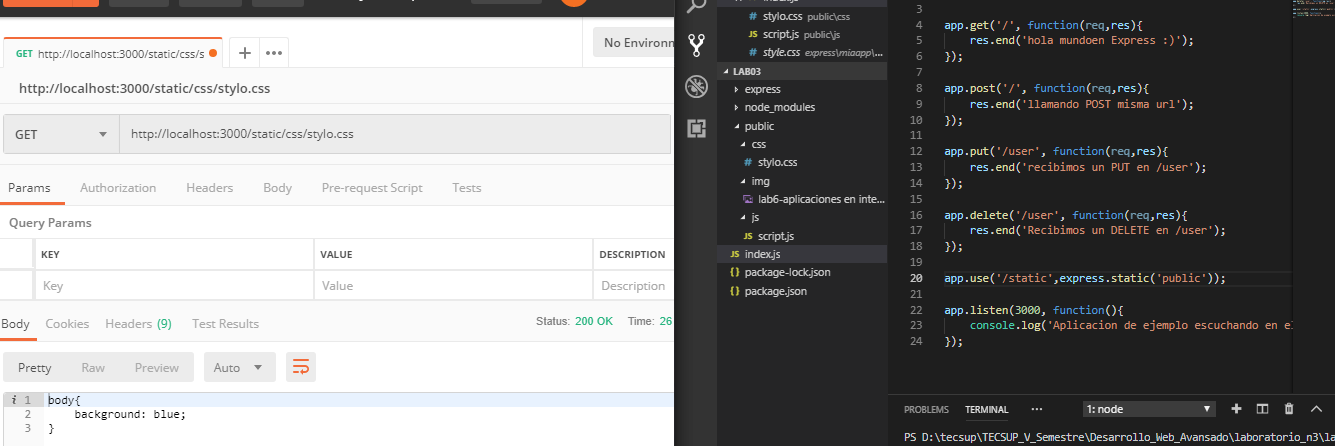 GET http://localhost:3000/static/css/s
No Environm
http://localhost:3000/static/css/stylo.css
GET
http://localhost:3000/static/css/stylo.css
Params Authorization Headers Body Pre-request Script Tests
Query Params
KEY VALUE DESCRIPTION
Key Value Description
Body Cookies Headers (9) Test Results
Status: 200 OK Time: 26
Pretty Raw Preview Auto
i 1 body{
2 background: blue;
3 }
# stylo.css public\css
JS script.js public\js
# style.css express\miaapp\...
LAB03
express
node_modules
public
css
# stylo.css
img
lab6-aplicaciones en inte...
js
JS script.js
JS index.js
{} package-lock.json
{} package.json
3
4 app.get('/', function(req,res){
5 res.end('hola mundoen Express :)');
6 });
7
8 app.post('/', function(req,res){
9 res.end('llamando POST misma url');
10 });
11
12 app.put('/user', function(req,res){
13 res.end('recibimos un PUT en /user');
14 });
15
16 app.delete('/user', function(req,res){
17 res.end('Recibimos un DELETE en /user');
18 });
19
20 app.use('/static',express.static('public'));
21
22 app.listen(3000, function(){
23 console.log('Aplicacion de ejemplo escuchando en el
24 });
PROBLEMS TERMINAL ... 1: node
PS D:\tecsup\TECSUP_V_Semestre\Desarrollo_Web_Avansado\laboratorio_n3\la